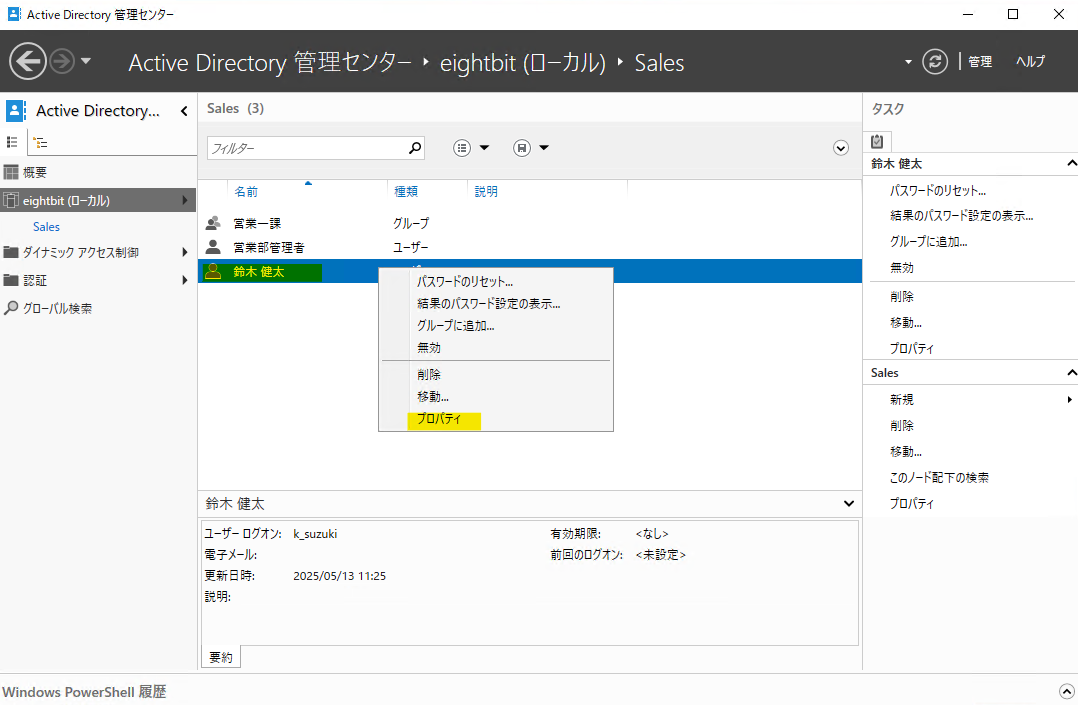 Active Directory 管理センター
Active Directory 管理センター ‣ eightbit (ローカル) ‣ Sales
管理 ヘルプ
Active Directory...
概要
eightbit (ローカル)
Sales
ダイナミック アクセス制御
認証
グローバル検索
Sales (3)
フィルター
名前 種類 説明
営業一課 グループ
営業部管理者 ユーザー
鈴木 健太
パスワードのリセット...
結果のパスワード設定の表示...
グループに追加...
無効
削除
移動...
プロパティ
鈴木 健太
ユーザー ログオン: k_suzuki 有効期限: <なし>
電子メール: 前回のログオン: <未設定>
更新日時: 2025/05/13 11:25
説明:
要約
タスク
鈴木 健太
パスワードのリセット...
結果のパスワード設定の表示...
グループに追加...
無効
削除
移動...
プロパティ
Sales
新規
削除
移動...
このノード配下の検索
プロパティ
Windows PowerShell 履歴